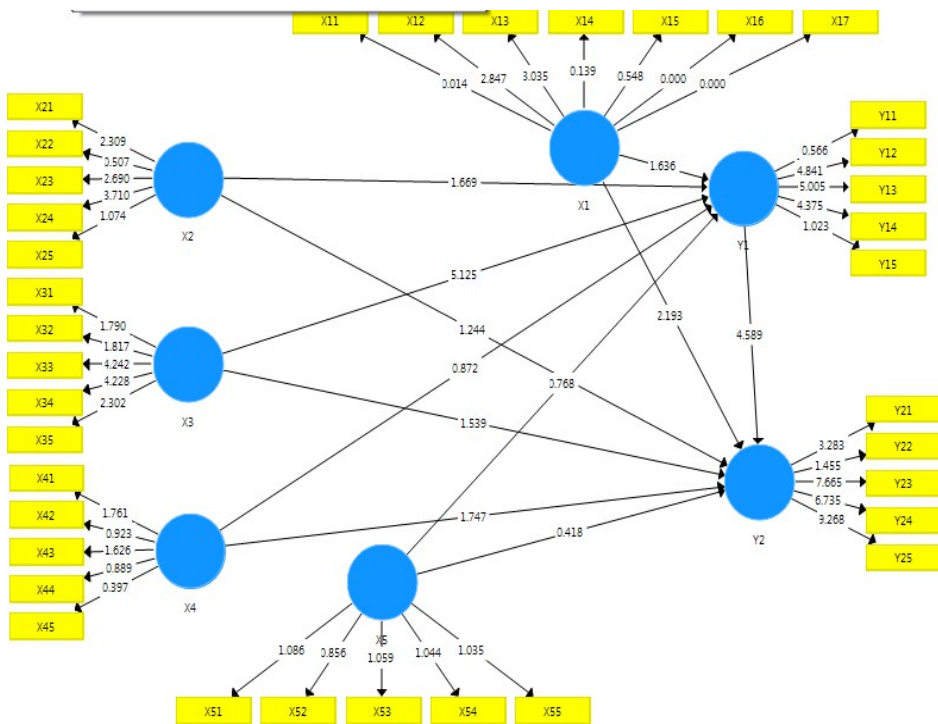 X11 X12 X13 X14 X15 X16 X17
0.014 2.847 3.035 0.139 0.548 0.000 0.000
X1
X21
X22
X23
X24
X25
2.309
0.507
2.690
3.710
1.074
X2
1.669
1.636
Y1
0.566
4.841
5.005
4.375
1.023
Y11
Y12
Y13
Y14
Y15
X31
X32
X33
X34
X35
1.790
1.817
4.242
4.228
2.302
X3
5.125
1.244
0.872
0.768
2.193
4.589
1.539
X41
X42
X43
X44
X45
1.761
0.923
1.626
0.889
0.397
X4
1.747
0.418
Y2
3.283
1.455
7.665
6.735
9.268
Y21
Y22
Y23
Y24
Y25
X5
1.086 0.856 1.059 1.044 1.035
X51 X52 X53 X54 X55